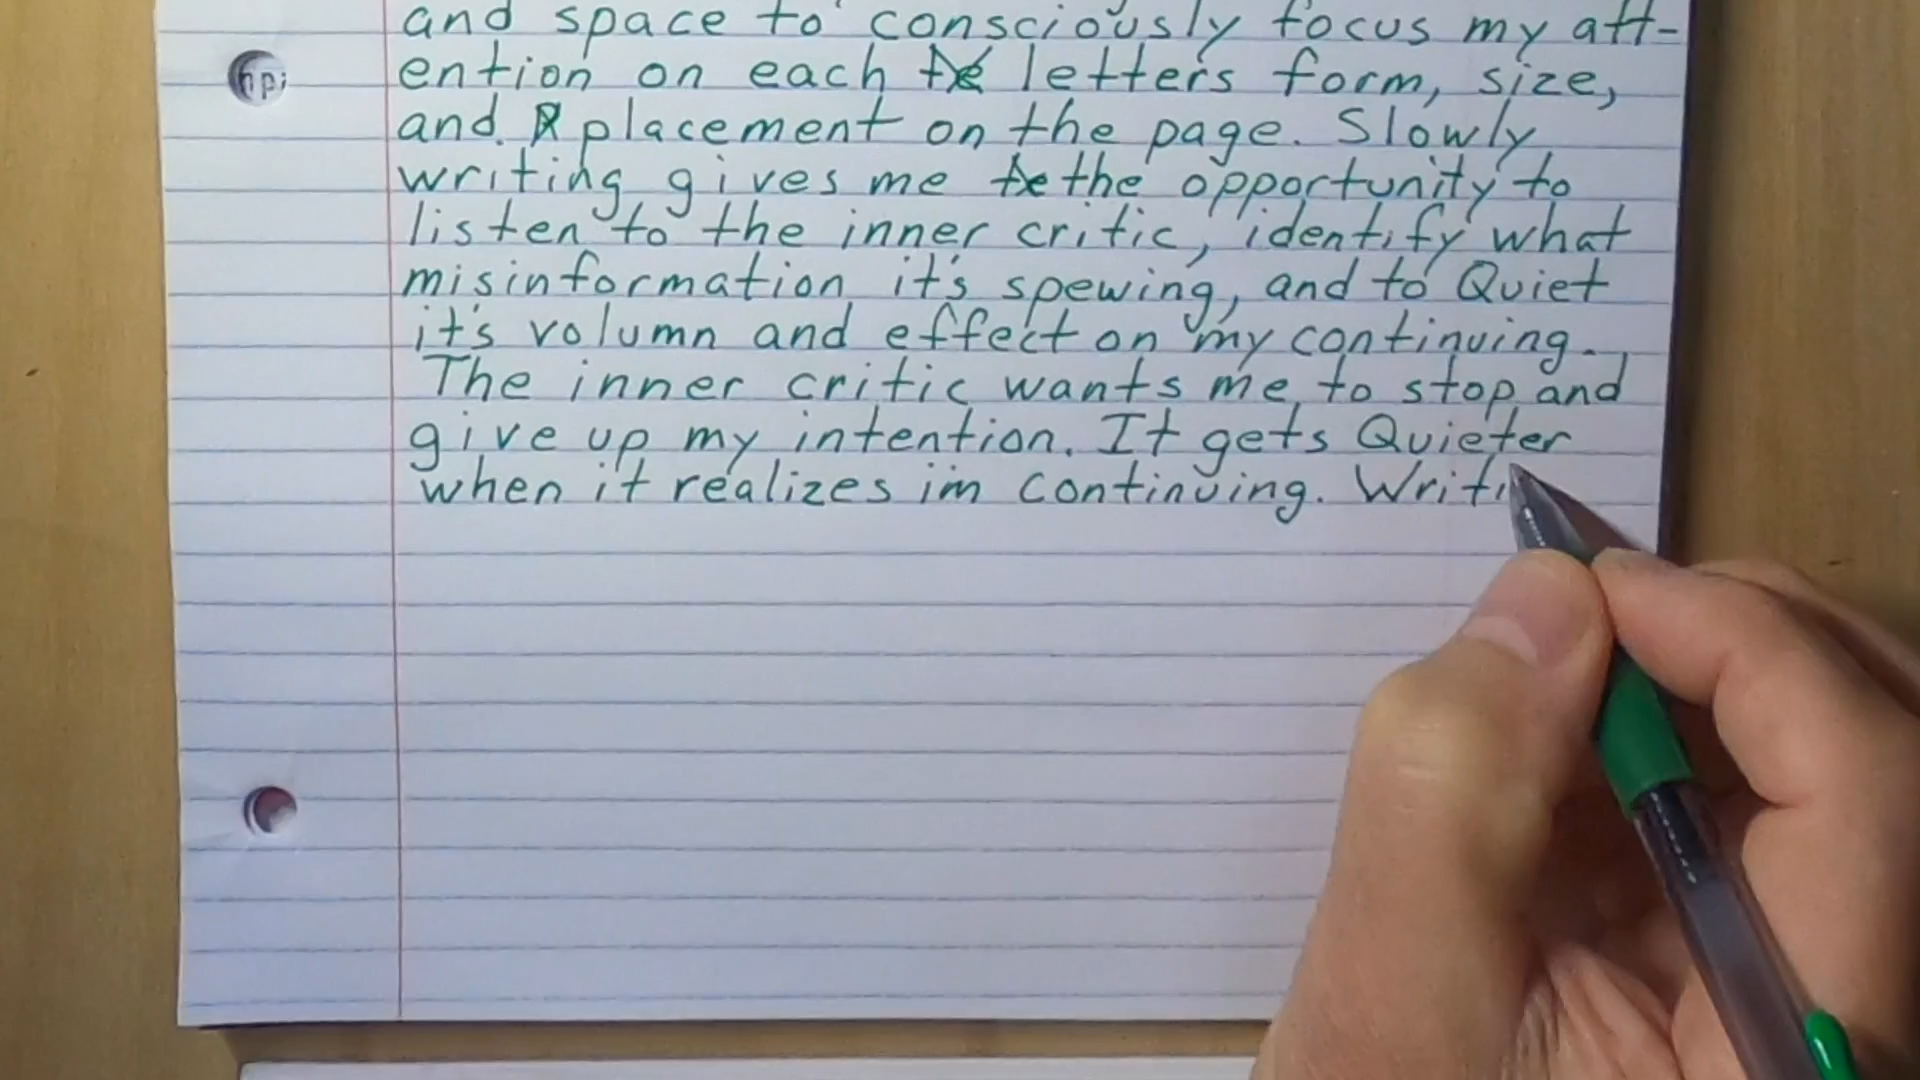 and space to consciously focus my att-
ention on each te letters form, size,
and placement on the page. Slowly
writing gives me te the opportunity to
listen to the inner critic, identify what
misinformation it's spewing, and to Quiet
it's volumn and effect on my continuing.
The inner critic wants me to stop and
give up my intention. It gets Quieter
when it realizes im continuing. Writi